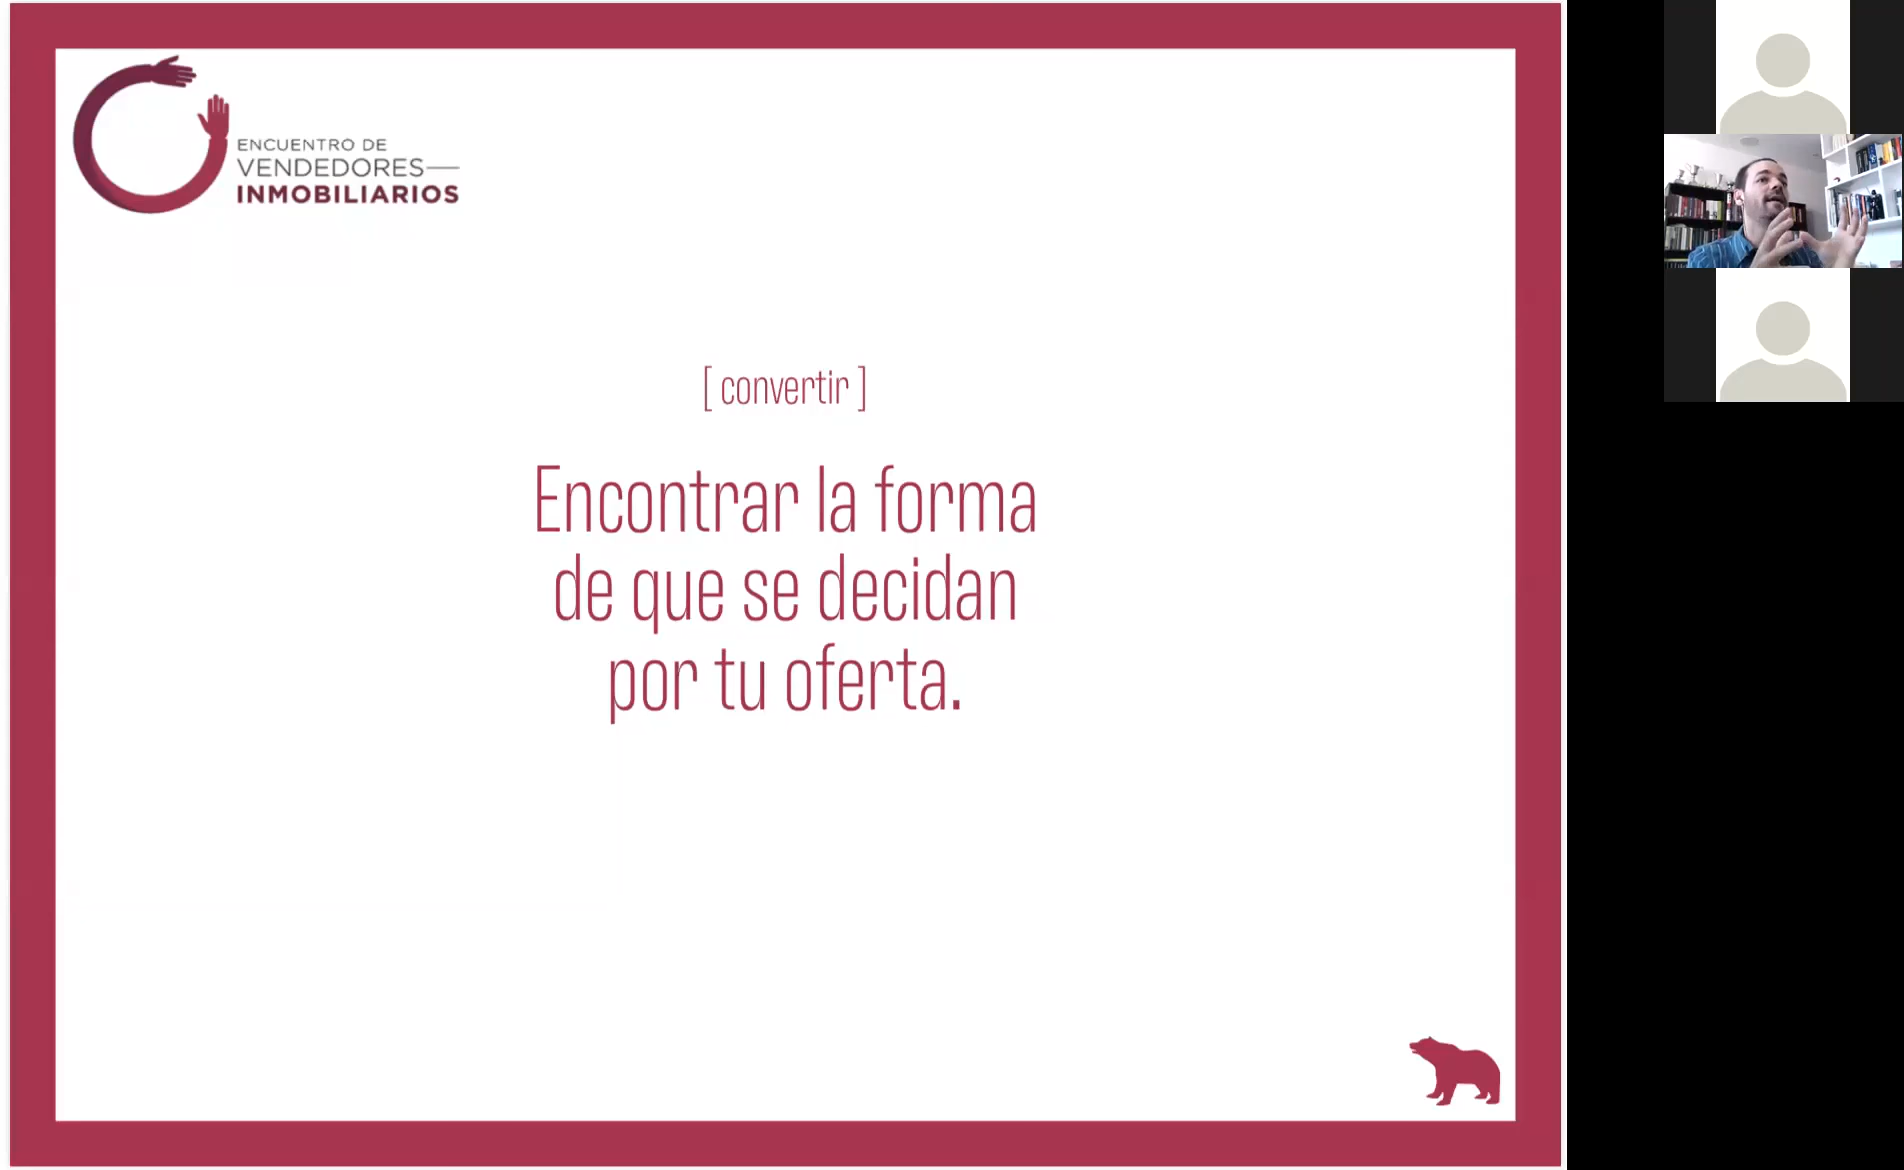 ENCUENTRO DE
VENDEDORES—
INMOBILIARIOS
[ convertir ]
Encontrar la forma
de que se decidan
por tu oferta.